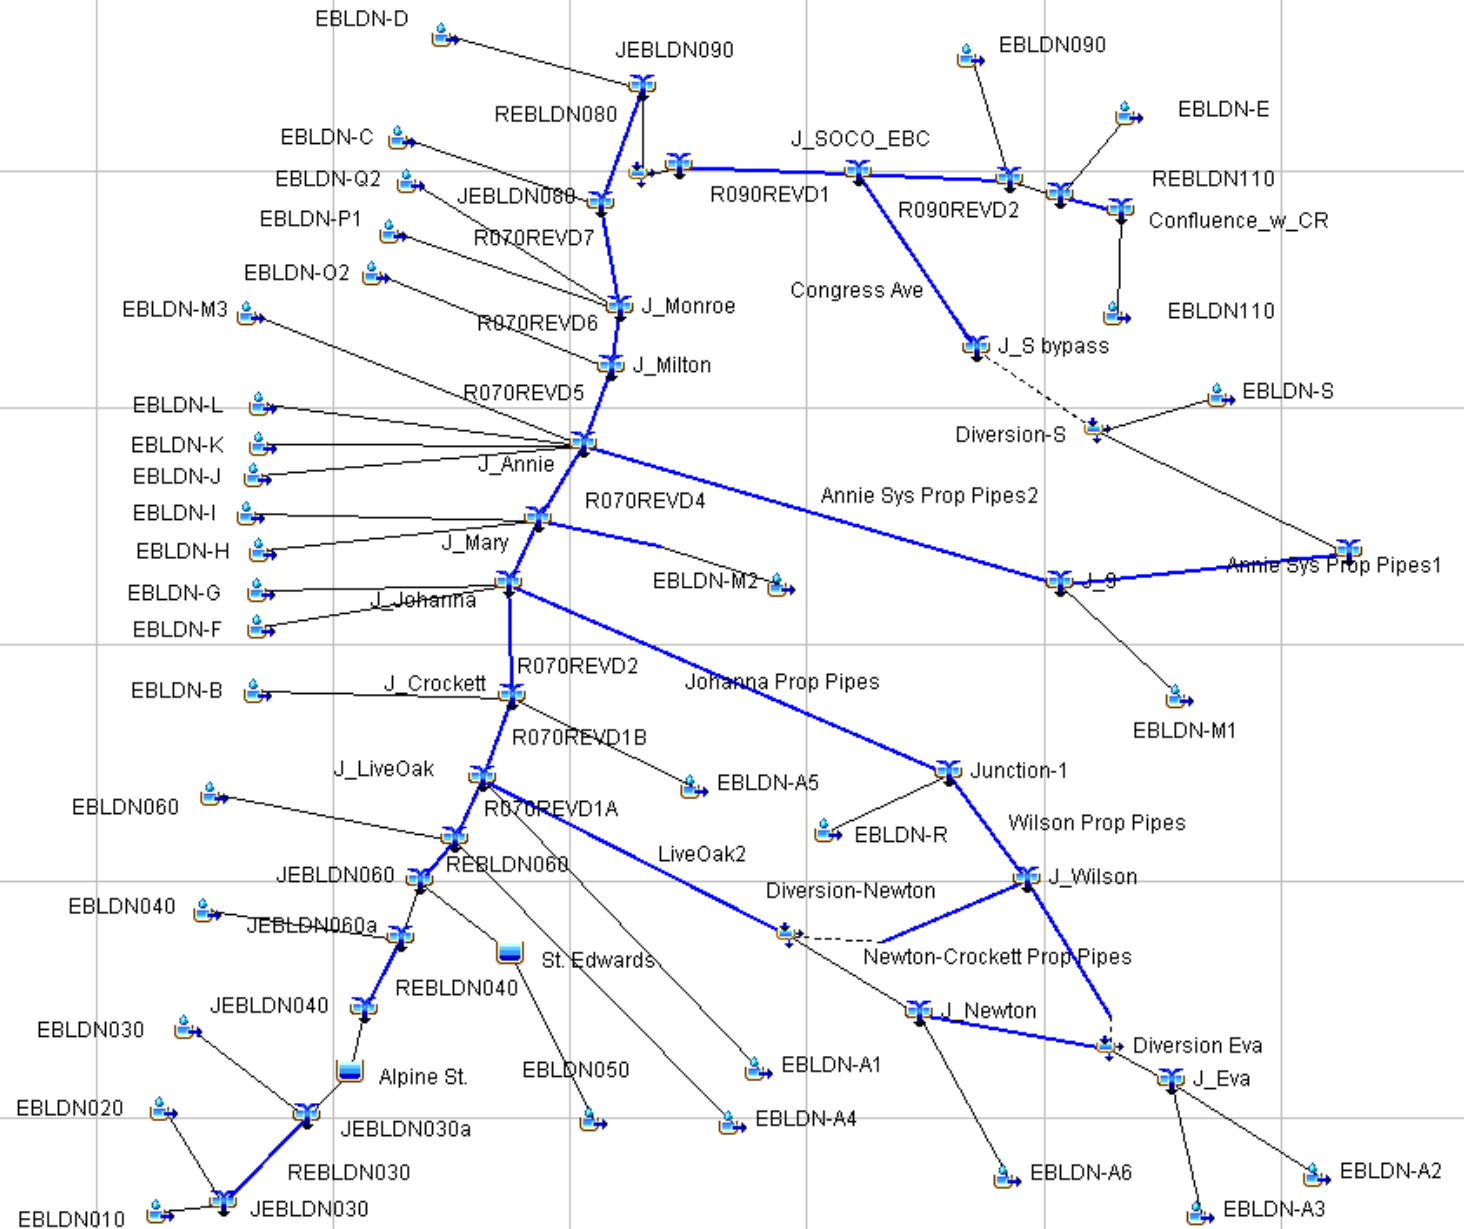 EBLDN-D
JEBLDN090
EBLDN090
REBLDN080
EBLDN-E
EBLDN-C
J_SOCO_EBC
EBLDN-Q2
JEBLDN080
R090REVD1
REBLDN110
R090REVD2
Confluence_w_CR
EBLDN-P1
R070REVD7
EBLDN-O2
Congress Ave
EBLDN-M3
J_Monroe
EBLDN110
R070REVD6
J_S bypass
J_Milton
R070REVD5
EBLDN-S
EBLDN-L
Diversion-S
EBLDN-K
J_Annie
EBLDN-J
R070REVD4
Annie Sys Prop Pipes2
EBLDN-I
J_Mary
EBLDN-H
Annie Sys Prop Pipes1
EBLDN-M2
J_9
EBLDN-G
J_Johanna
EBLDN-F
R070REVD2
EBLDN-B
J_Crockett
Johanna Prop Pipes
EBLDN-M1
R070REVD1B
J_LiveOak
Junction-1
EBLDN-A5
EBLDN060
R070REVD1A
EBLDN-R
Wilson Prop Pipes
LiveOak2
REBLDN060
JEBLDN060
J_Wilson
Diversion-Newton
EBLDN040
JEBLDN060a
St. Edwards
Newton-Crockett Prop Pipes
REBLDN040
JEBLDN040
J_Newton
EBLDN030
Diversion Eva
EBLDN050
EBLDN-A1
Alpine St.
J_Eva
EBLDN020
EBLDN-A4
JEBLDN030a
REBLDN030
EBLDN-A6
EBLDN-A2
JEBLDN030
EBLDN-A3
EBLDN010